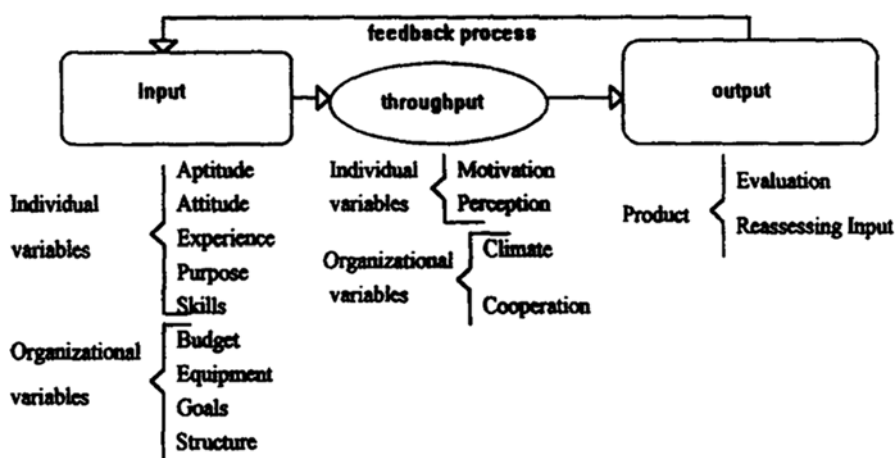 feedback process
Input
throughput
output
Individual
variables
Aptitude
Attitude
Experience
Purpose
Skills
Organizational
variables
Budget
Equipment
Goals
Structure
Individual
variables
Motivation
Perception
Organizational
variables
Climate
Cooperation
Product
Evaluation
Reassessing Input